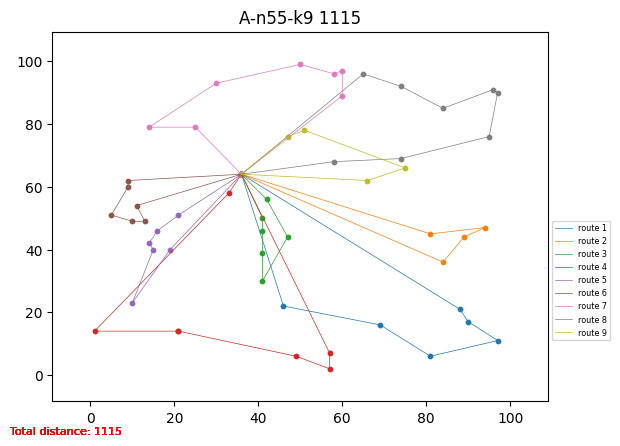 A-n55-k9 1115
100
80
60
40
20
0
0 20 40 60 80 100
route 1
route 2
route 3
route 4
route 5
route 6
route 7
route 8
route 9
Total distance: 1115